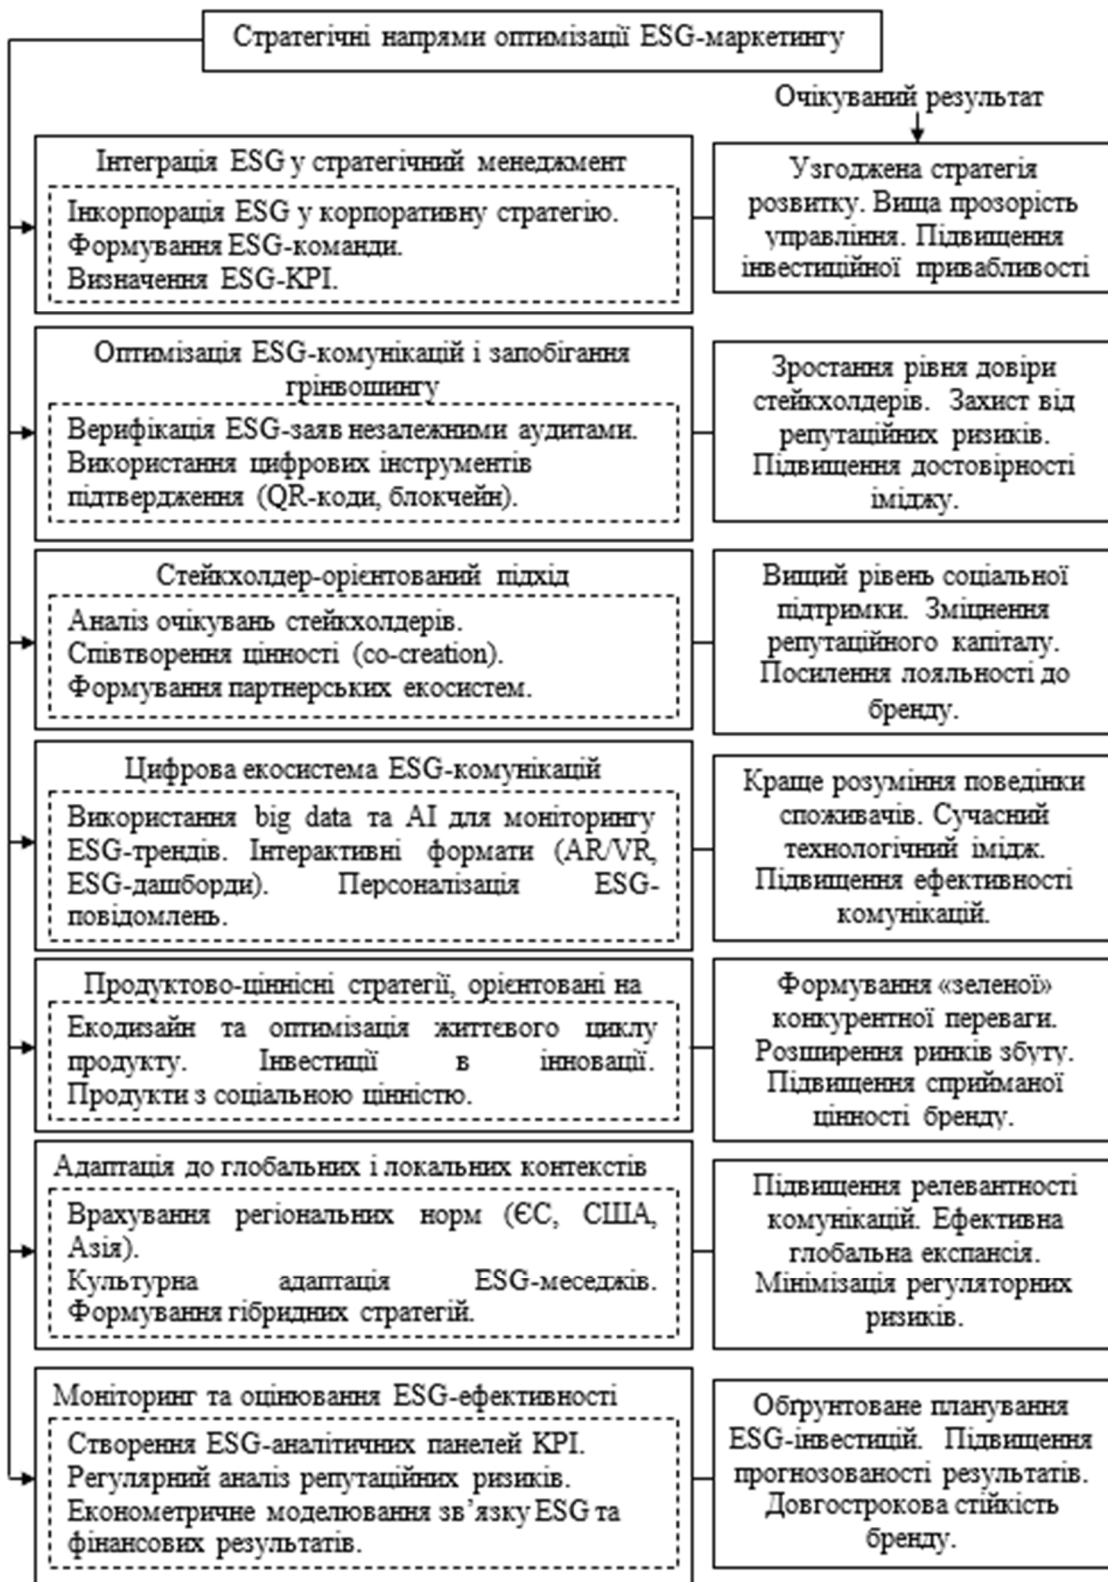 Стратегічні напрями оптимізації ESG-маркетингу
Очікуваний результат
Інтеграція ESG у стратегічний менеджмент
Інкорпорація ESG у корпоративну стратегію.
Формування ESG-команди.
Визначення ESG-KPI.
Узгоджена стратегія
розвитку. Вища прозорість
управління. Підвищення
інвестиційної привабливості
Оптимізація ESG-комунікацій і запобігання
грінвошингу
Верифікація ESG-заяв незалежними аудитами.
Використання цифрових інструментів
підтвердження (QR-коди, блокчейн).
Зростання рівня довіри
стейкхолдерів. Захист від
репутаційних ризиків.
Підвищення достовірності
іміджу.
Стейкхолдер-орієнтований підхід
Аналіз очікувань стейкхолдерів.
Співтворення цінності (co-creation).
Формування партнерських екосистем.
Вищий рівень соціальної
підтримки. Зміцнення
репутаційного капіталу.
Посилення лояльності до
бренду.
Цифрова екосистема ESG-комунікацій
Використання big data та AI для моніторингу
ESG-трендів. Інтерактивні формати (AR/VR,
ESG-дашборди). Персоналізація ESG-
повідомлень.
Краще розуміння поведінки
споживачів. Сучасний
технологічний імідж.
Підвищення ефективності
комунікацій.
Продуктово-ціннісні стратегії, орієнтовані на
Екодизайн та оптимізація життєвого циклу
продукту. Інвестиції в інновації.
Продукти з соціальною цінністю.
Формування «зеленої»
конкурентної переваги.
Розширення ринків збуту.
Підвищення сприйманої
цінності бренду.
Адаптація до глобальних і локальних контекстів
Врахування регіональних норм (ЄС, США,
Азія).
Культурна адаптація ESG-меседжів.
Формування гібридних стратегій.
Підвищення релевантності
комунікацій. Ефективна
глобальна експансія.
Мінімізація регуляторних
ризиків.
Моніторинг та оцінювання ESG-ефективності
Створення ESG-аналітичних панелей KPI.
Регулярний аналіз репутаційних ризиків.
Економетричне моделювання зв’язку ESG та
фінансових результатів.
Обґрунтоване планування
ESG-інвестицій. Підвищення
прогнозованості результатів.
Довгострокова стійкість
бренду.